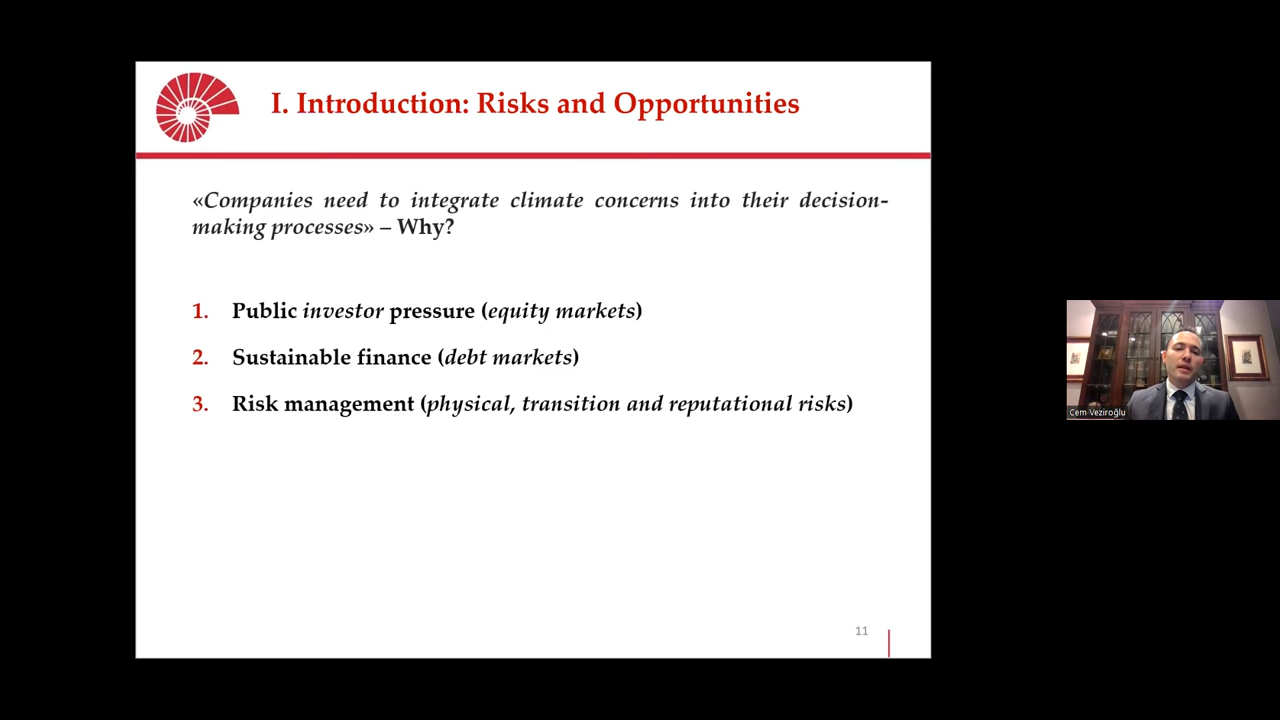 I. Introduction: Risks and Opportunities
«Companies need to integrate climate concerns into their decision-
making processes» – Why?
1. Public investor pressure (equity markets)
2. Sustainable finance (debt markets)
3. Risk management (physical, transition and reputational risks)
11
Cem Veziroğlu